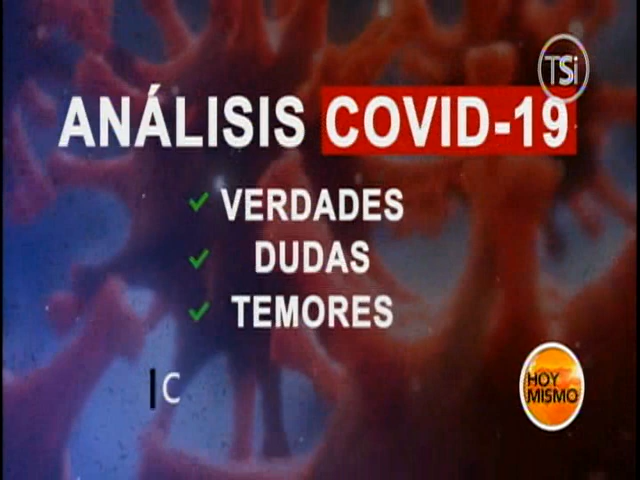 TSi
ANÁLISIS COVID-19
VERDADES
DUDAS
TEMORES
C
HOY
MISMO